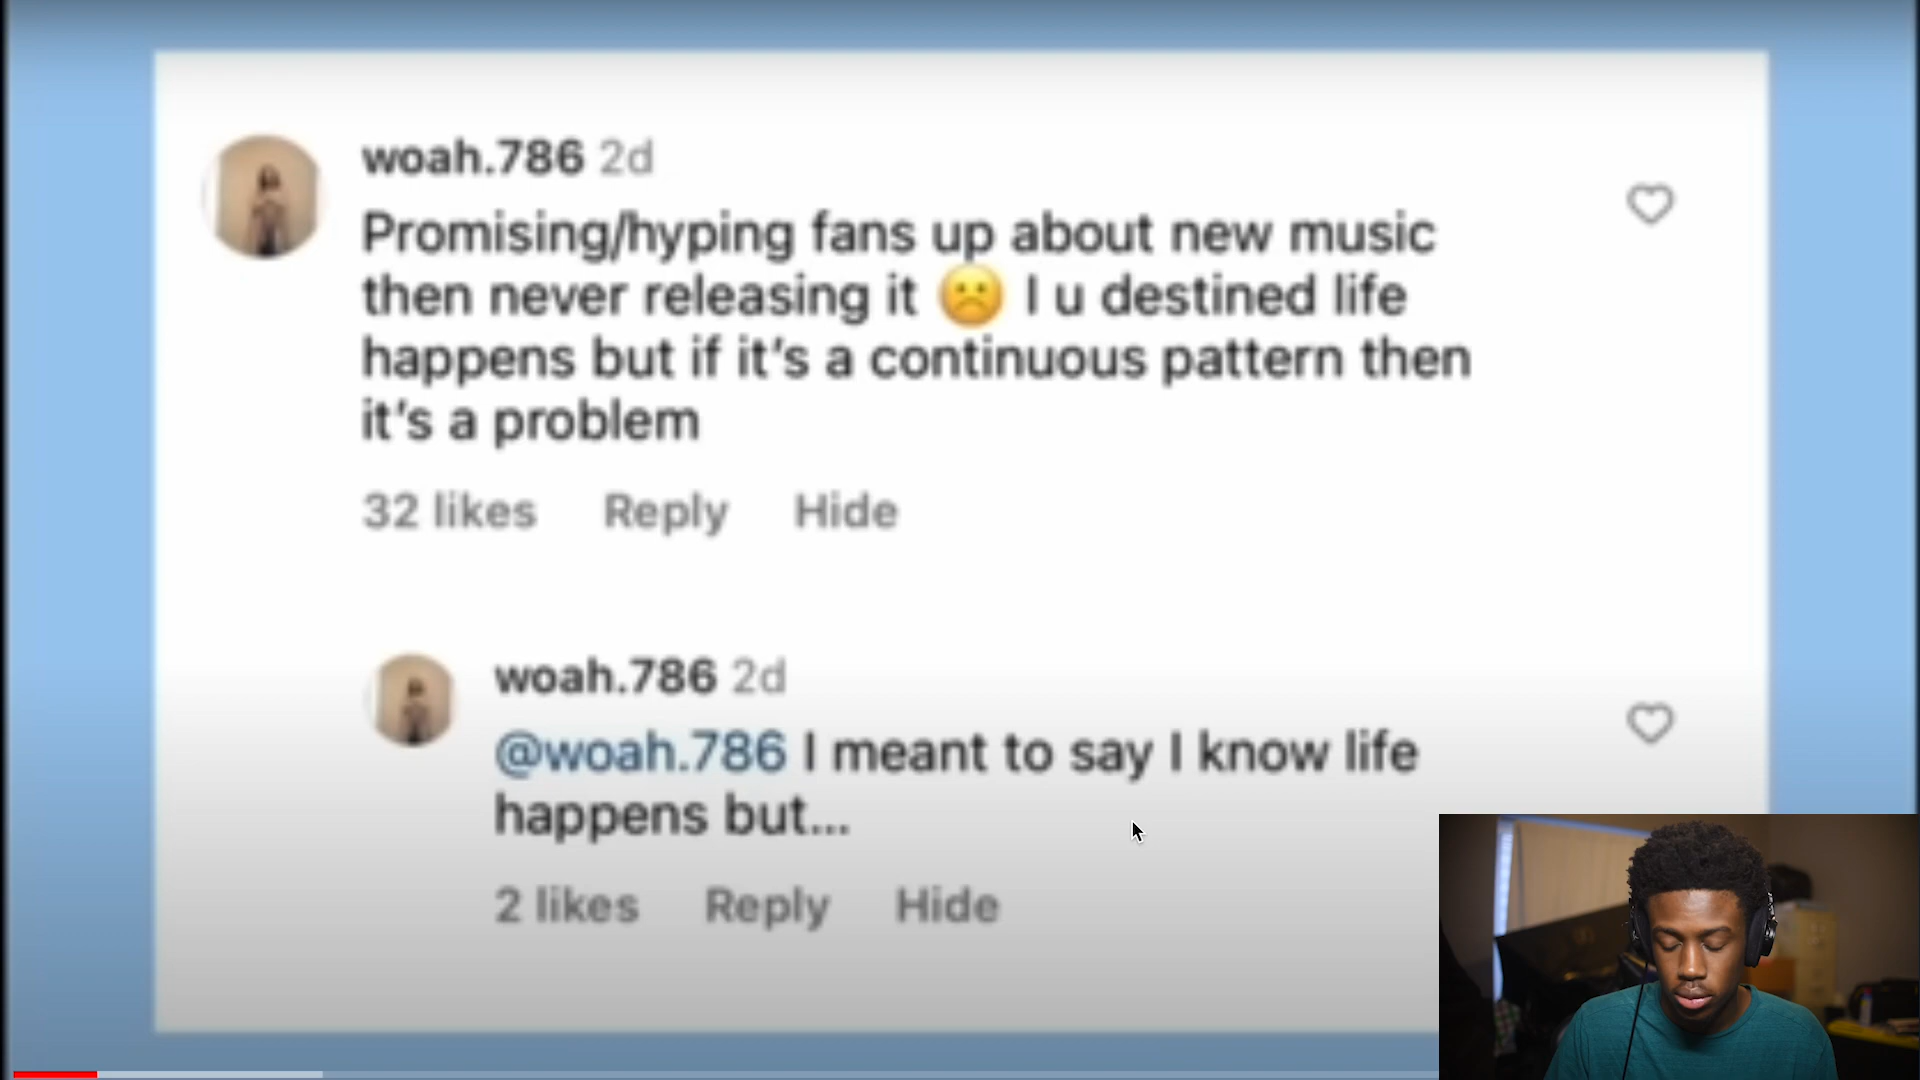 woah.786 2d
Promising/hyping fans up about new music
then never releasing it ☹️ I u destined life
happens but if it’s a continuous pattern then
it’s a problem
32 likes Reply Hide
woah.786 2d
@woah.786 I meant to say I know life
happens but...
2 likes Reply Hide